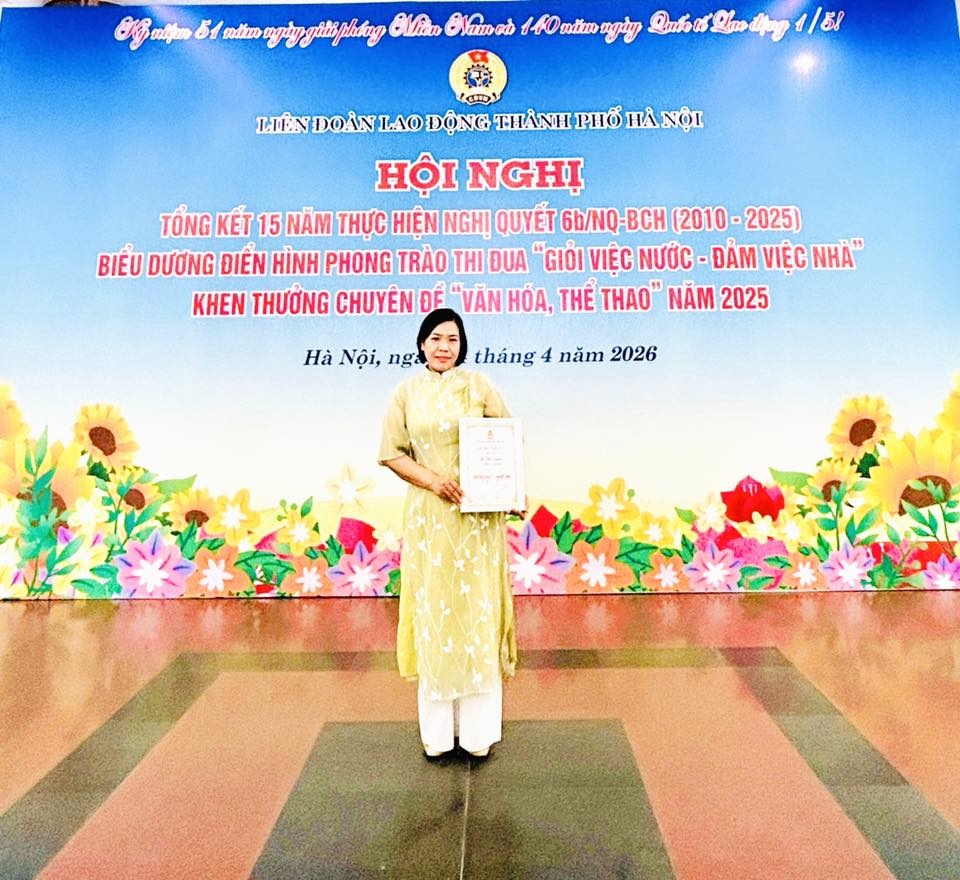 Kỷ niệm 51 năm ngày giải phóng Miền Nam và 140 năm ngày Quốc tế Lao động 1/5!
LIÊN ĐOÀN LAO ĐỘNG THÀNH PHỐ HÀ NỘI
HỘI NGHỊ
TỔNG KẾT 15 NĂM THỰC HIỆN NGHỊ QUYẾT 6b/NQ-BCH (2010 - 2025)
BIỂU DƯƠNG ĐIỂN HÌNH PHONG TRÀO THI ĐUA "GIỎI VIỆC NƯỚC - ĐẢM VIỆC NHÀ"
KHEN THƯỞNG CHUYÊN ĐỀ "VĂN HÓA, THỂ THAO" NĂM 2025
Hà Nội, tháng 4 năm 2026